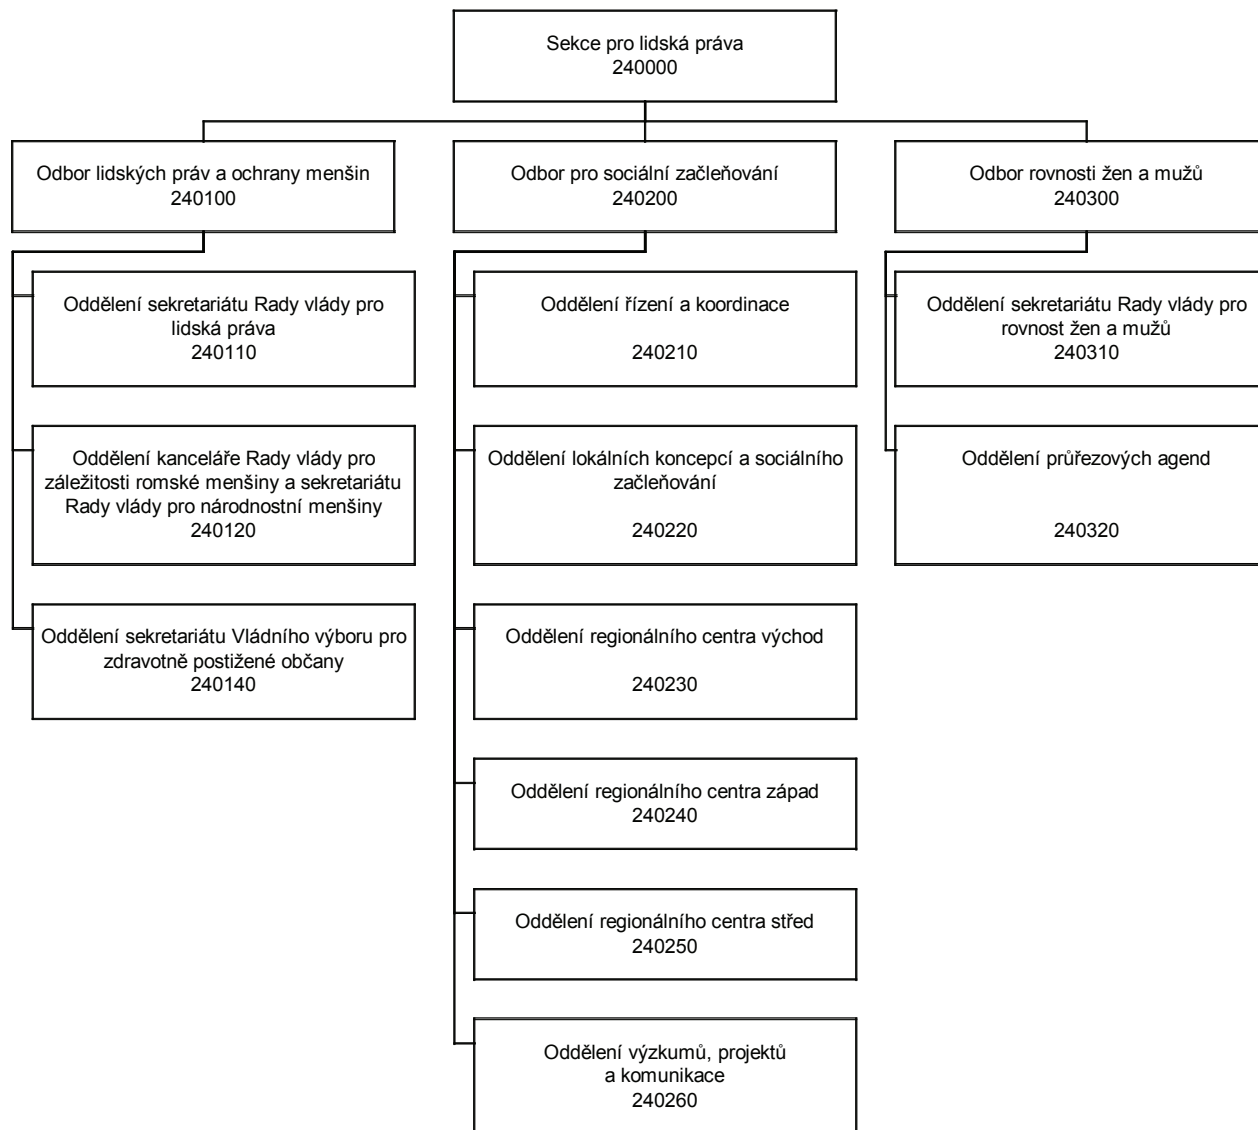 Sekce pro lidská práva
240000
Odbor lidských práv a ochrany menšin
240100
Odbor pro sociální začleňování
240200
Odbor rovnosti žen a mužů
240300
Oddělení sekretariátu Rady vlády pro
lidská práva
240110
Oddělení kanceláře Rady vlády pro
záležitosti romské menšiny a sekretariátu
Rady vlády pro národnostní menšiny
240120
Oddělení sekretariátu Vládního výboru pro
zdravotně postižené občany
240140
Oddělení řízení a koordinace
240210
Oddělení lokálních koncepcí a sociálního
začleňování
240220
Oddělení regionálního centra východ
240230
Oddělení regionálního centra západ
240240
Oddělení regionálního centra střed
240250
Oddělení výzkumů, projektů
a komunikace
240260
Oddělení sekretariátu Rady vlády pro
rovnost žen a mužů
240310
Oddělení průřezových agend
240320